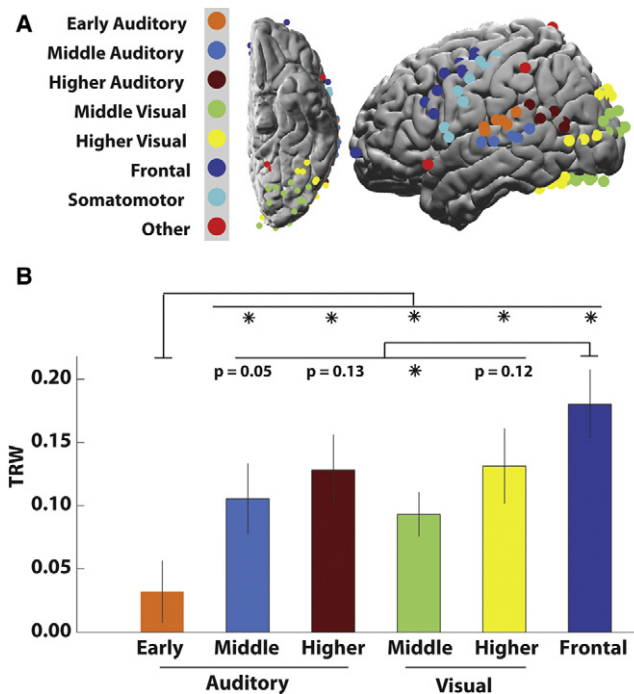 A
Early Auditory
Middle Auditory
Higher Auditory
Middle Visual
Higher Visual
Frontal
Somatomotor
Other
B
* * * * *
p = 0.05 p = 0.13 * p = 0.12
0.20
0.15
0.10
0.05
0.00
TRW
Early Middle Higher Middle Higher Frontal
Auditory Visual